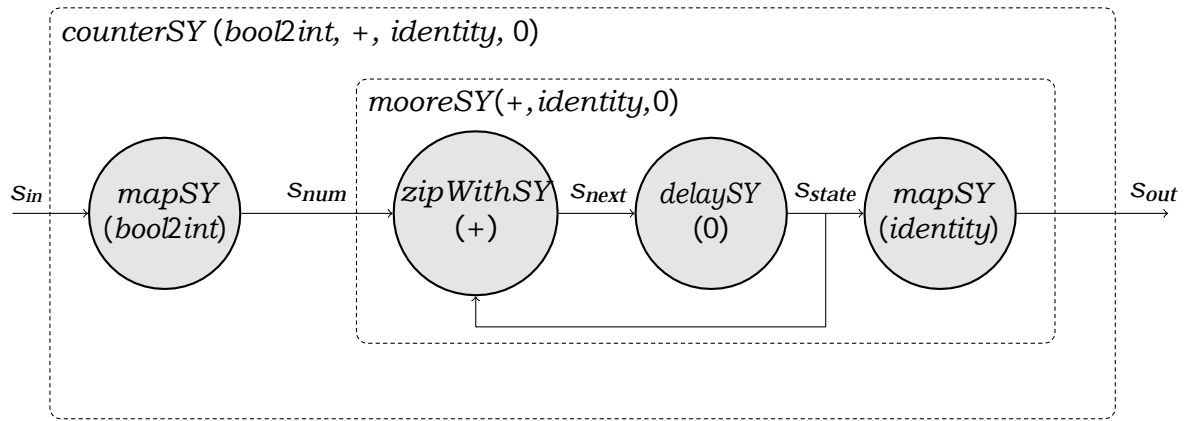 counterSY (bool2int, +, identity, 0)
mooreSY(+,identity,0)
s_in
mapSY
(bool2int)
s_num
zipWithSY
(+)
s_next
delaySY
(0)
s_state
mapSY
(identity)
s_out